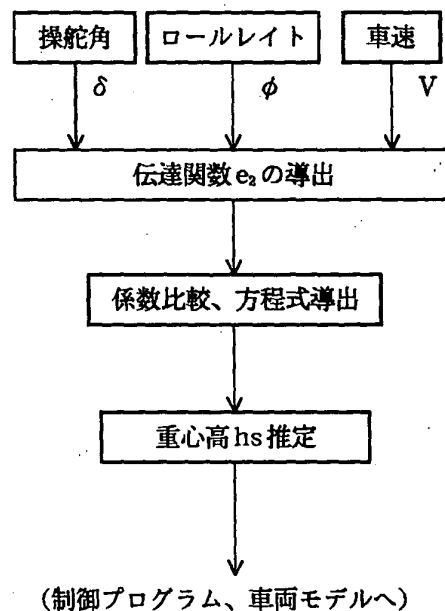 操舵角
ロールレイト
車速
δ
φ
V
伝達関数e₂の導出
係数比較、方程式導出
重心高hs推定
(制御プログラム、車両モデルへ)